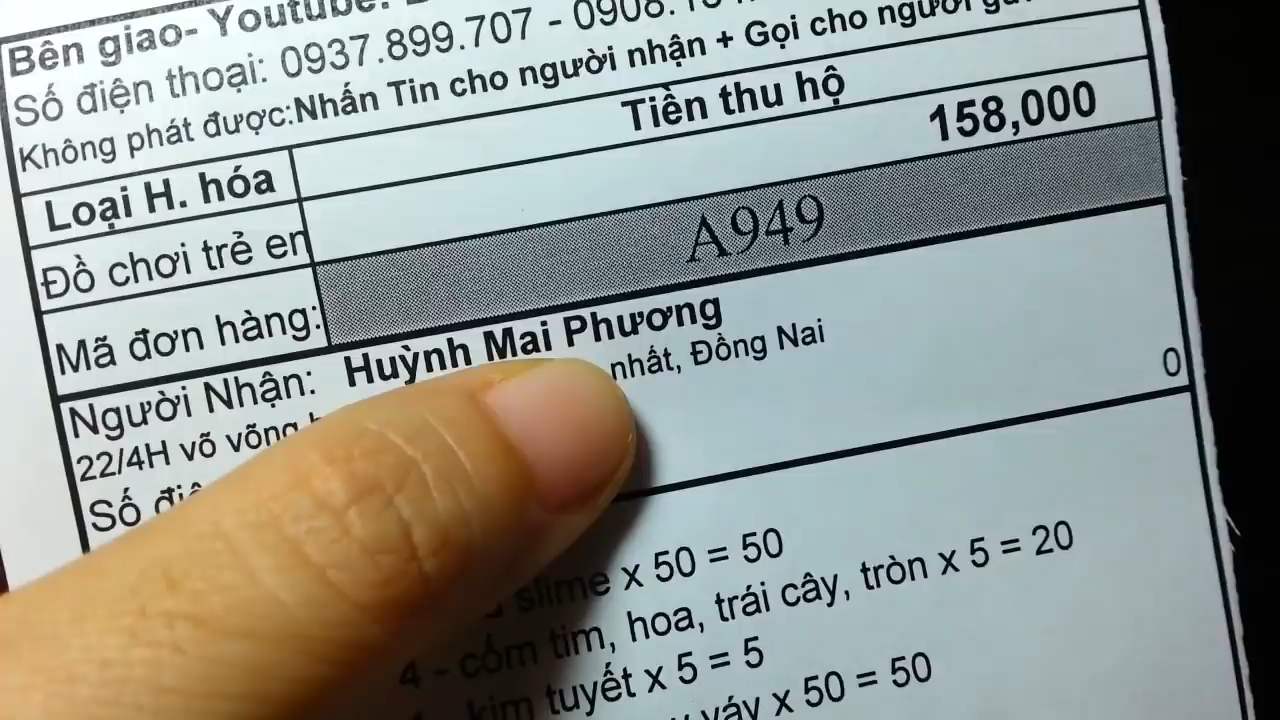 Bên giao- Youtube:
Số điện thoại: 0937.899.707 - 0908.
Không phát được:Nhấn Tin cho người nhận + Gọi cho người
Loại H. hóa
Tiền thu hộ
Đồ chơi trẻ em
158,000
Mã đơn hàng:
A949
Người Nhận: Huỳnh Mai Phương
22/4H võ võng nhất, Đồng Nai
0
Số
slime x 50 = 50
4 - cốm tim, hoa, trái cây, tròn x 5 = 20
kim tuyết x 5 = 5
váy x 50 = 50